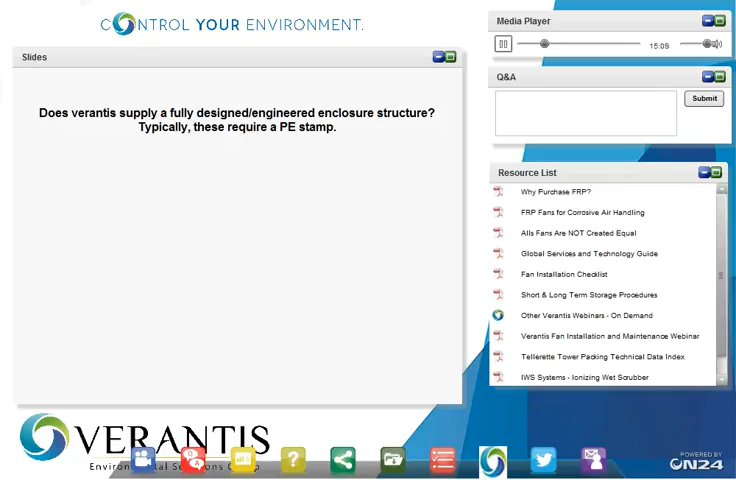 CONTROL YOUR ENVIRONMENT.
Slides
Does verantis supply a fully designed/engineered enclosure structure?
Typically, these require a PE stamp.
Media Player
15:09
Q&A
Submit
Resource List
Why Purchase FRP?
FRP Fans for Corrosive Air Handling
Alls Fans Are NOT Created Equal
Global Services and Technology Guide
Fan Installation Checklist
Short & Long Term Storage Procedures
Other Verantis Webinars - On Demand
Verantis Fan Installation and Maintenance Webinar
Tellerette Tower Packing Technical Data Index
IWS Systems - Ionizing Wet Scrubber
VERANTIS
Q
A
?
POWERED BY
ON24